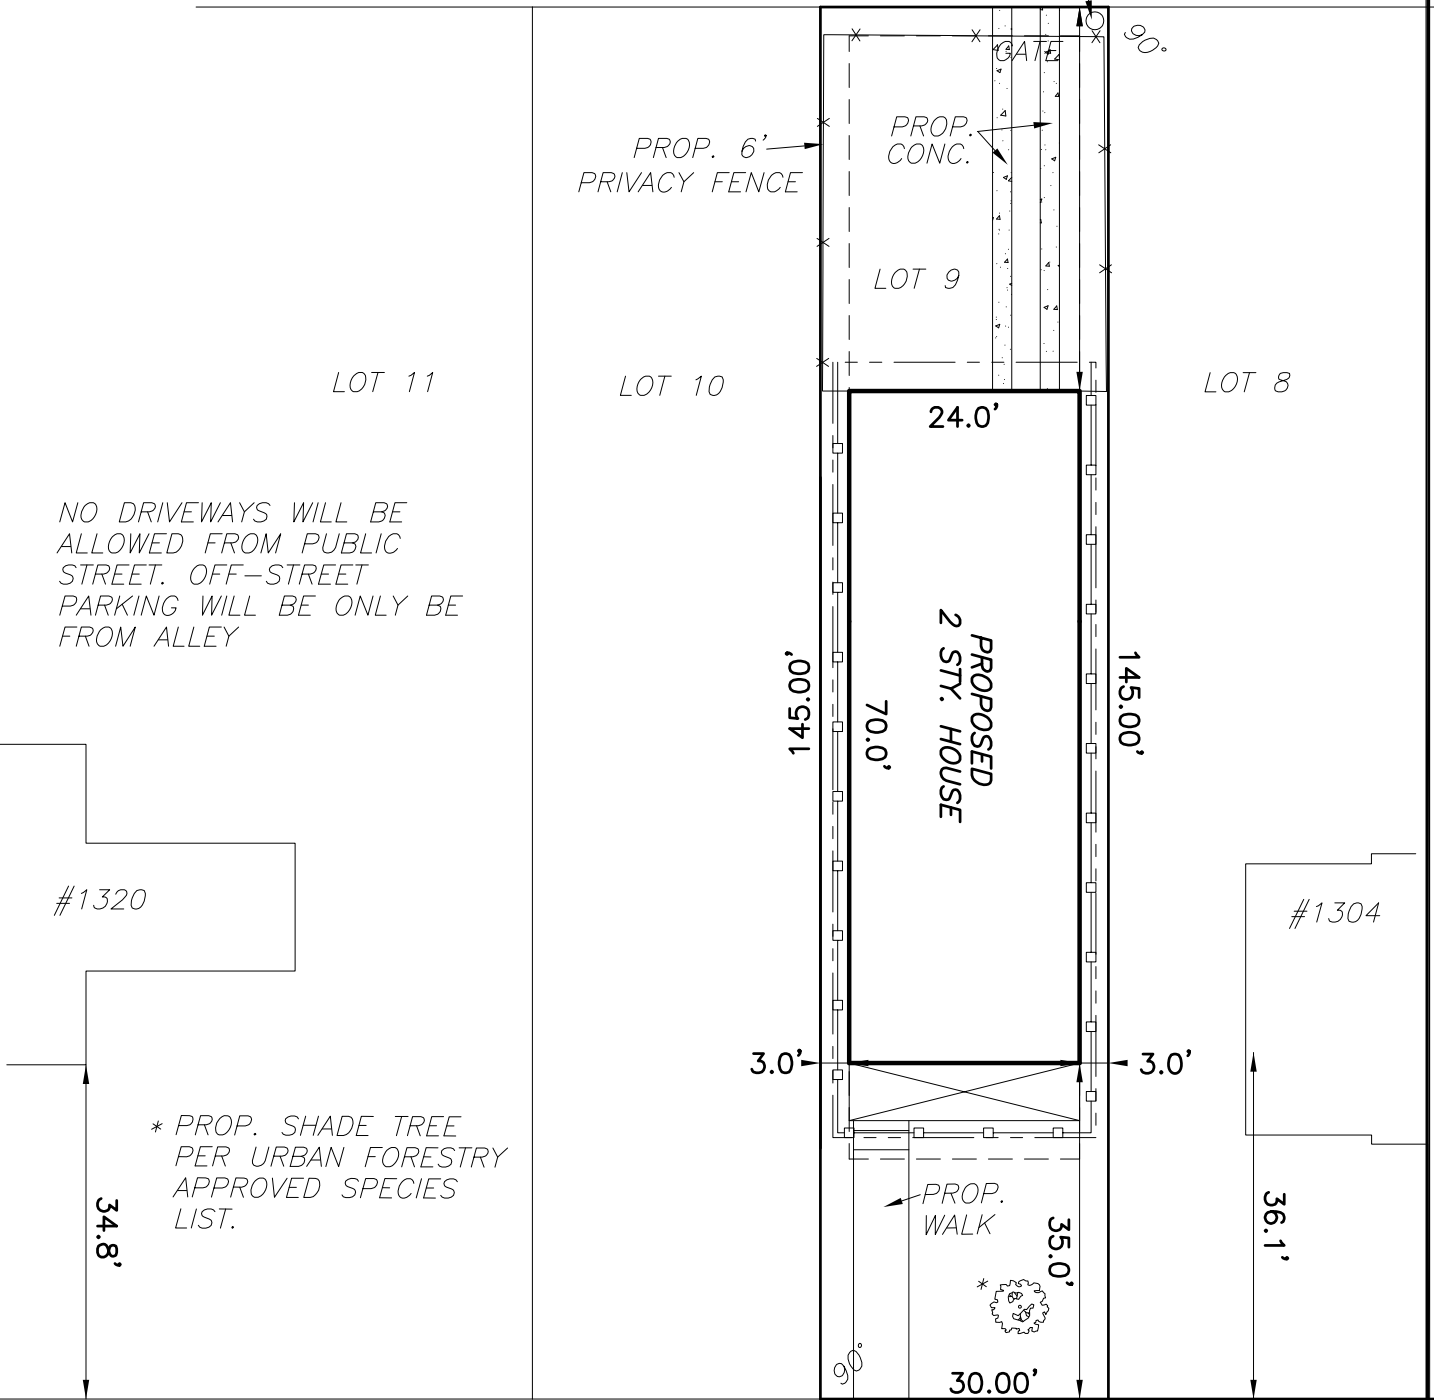 90°
GATE
PROP. 6'
PRIVACY FENCE
PROP.
CONC.
LOT 9
LOT 11
LOT 10
LOT 8
24.0'
NO DRIVEWAYS WILL BE
ALLOWED FROM PUBLIC
STREET. OFF-STREET
PARKING WILL BE ONLY BE
FROM ALLEY
PROPOSED
2 STY. HOUSE
145.00'
70.0'
145.00'
#1320
#1304
3.0'
3.0'
* PROP. SHADE TREE
PER URBAN FORESTRY
APPROVED SPECIES
LIST.
34.8'
PROP.
WALK
35.0'
36.1'
*
90°
30.00'